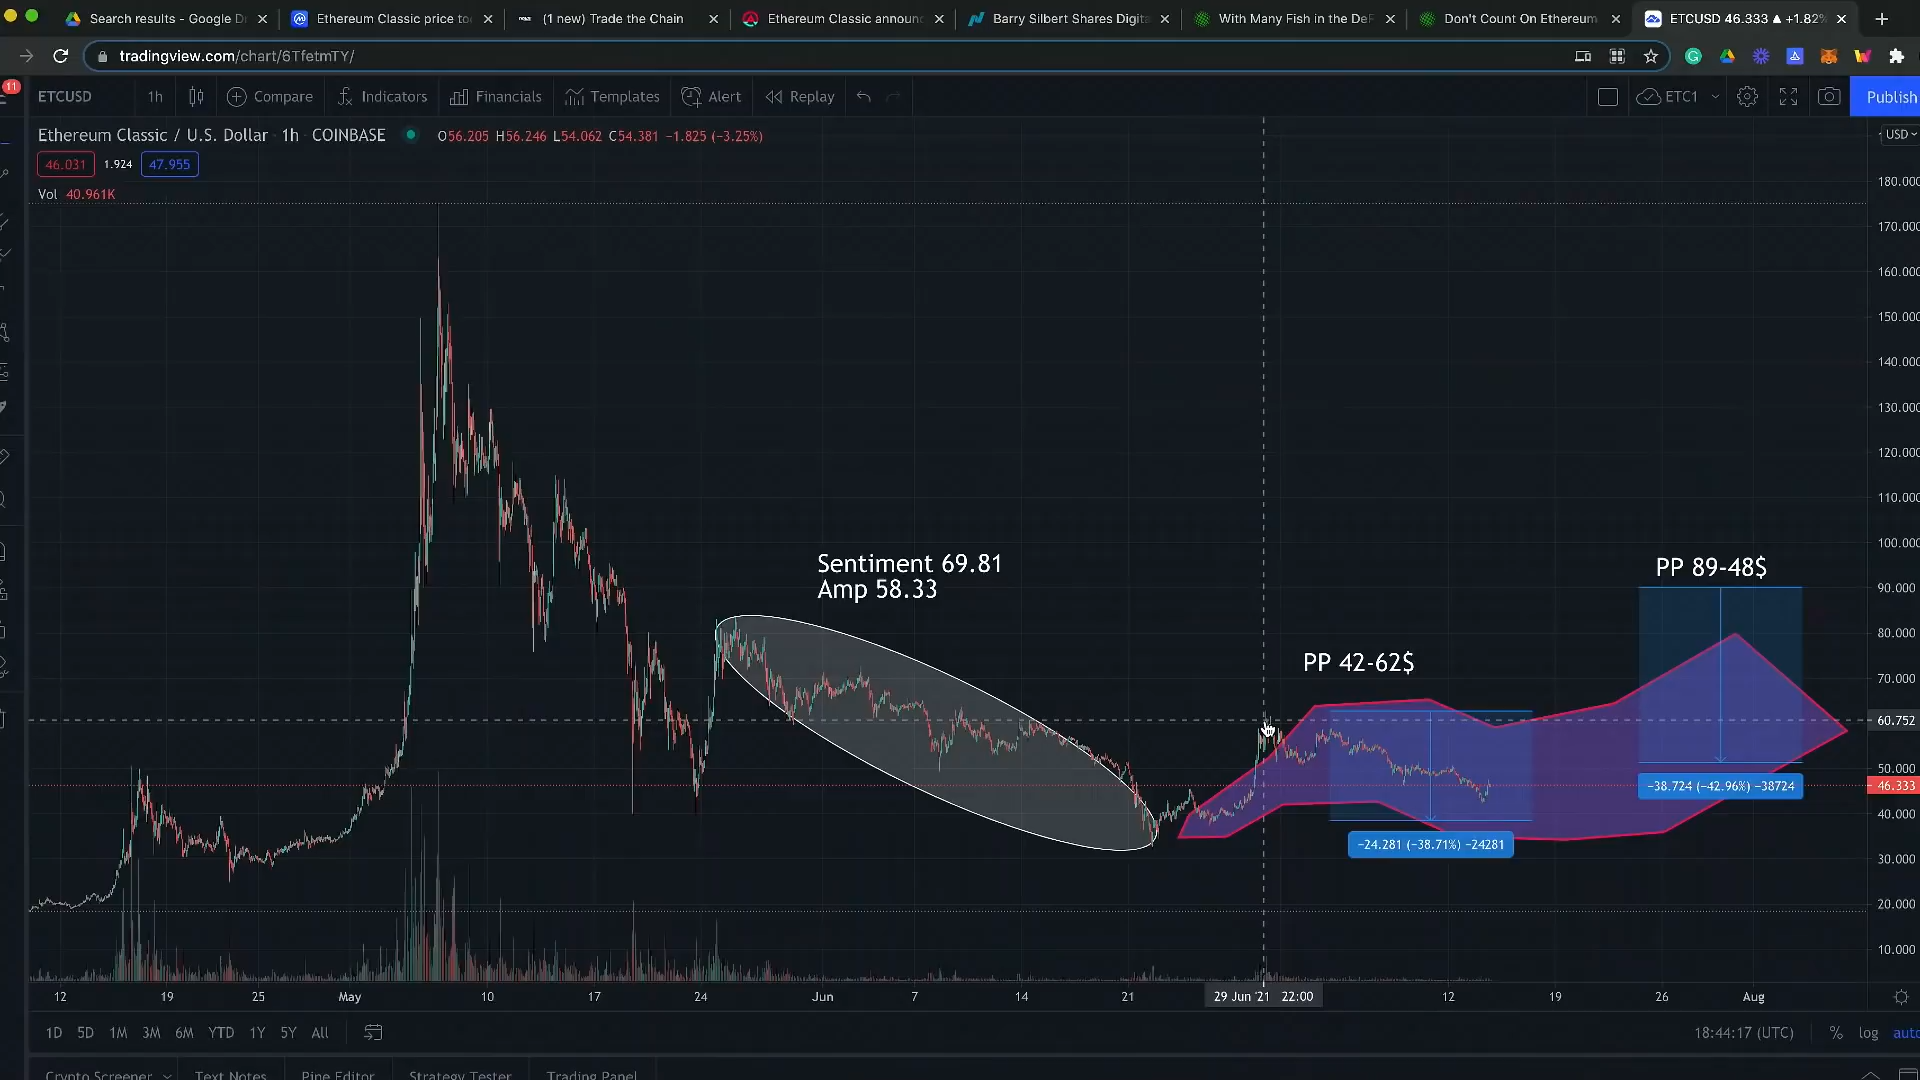 Search results - Google Dr
Ethereum Classic price to
(1 new) Trade the Chain
Ethereum Classic announ
Barry Silbert Shares Digita
With Many Fish in the DeF
Don't Count On Ethereum
ETCUSD 46.333 ▲ +1.82%
tradingview.com/chart/6TfetmTY/
11
ETCUSD 1h Compare Indicators Financials Templates Alert Replay ETC1 Publish
Ethereum Classic / U.S. Dollar · 1h · COINBASE O56.205 H56.246 L54.062 C54.381 −1.825 (−3.25%)
USD
46.031 1.924 47.955
Vol 40.961K
180.000
170.000
160.000
150.000
140.000
130.000
120.000
110.000
100.000
90.000
80.000
70.000
60.752
50.000
46.333
40.000
30.000
20.000
10.000
Sentiment 69.81
Amp 58.33
PP 42-62$
PP 89-48$
−38.724 (−42.96%) −38724
−24.281 (−38.71%) −24281
12 19 25 May 10 17 24 Jun 7 14 21 29 Jun '21 22:00 12 19 26 Aug
1D 5D 1M 3M 6M YTD 1Y 5Y All 18:44:17 (UTC) % log auto
Crypto Screener Text Notes Pine Editor Strategy Tester Trading Panel